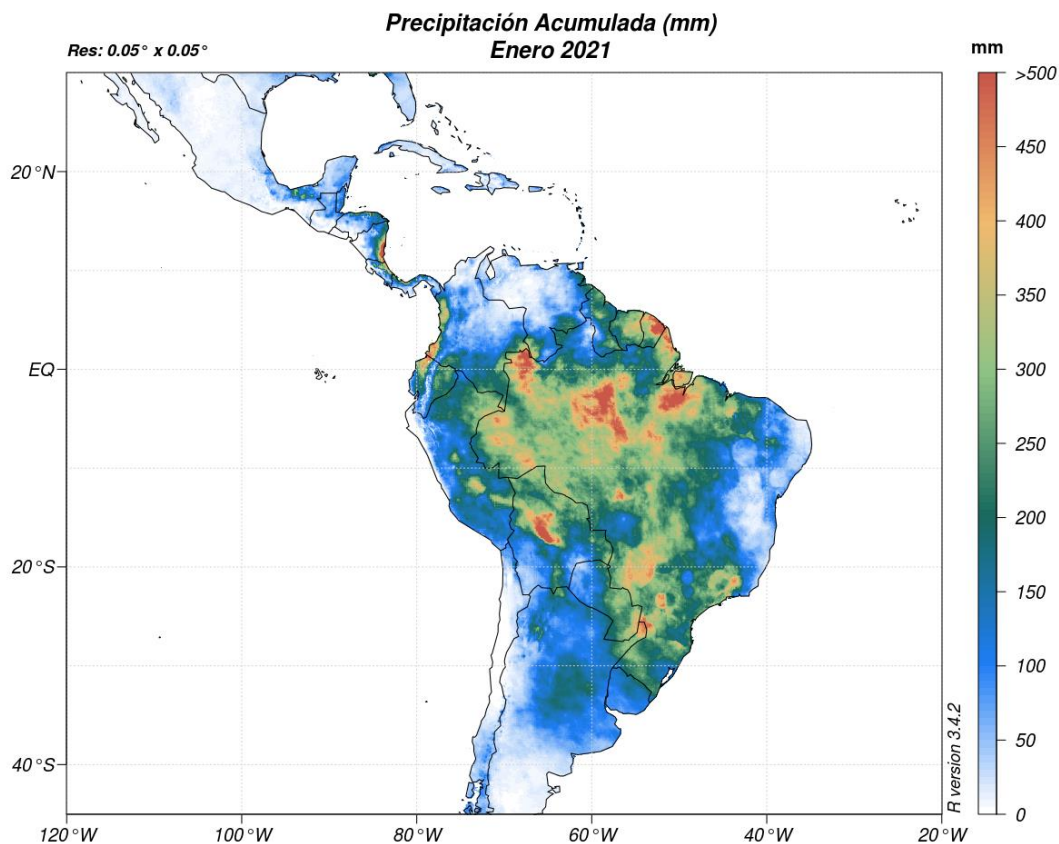 Precipitación Acumulada (mm)
Enero 2021
Res: 0.05° x 0.05°
mm
>500
450
400
350
300
250
200
150
100
50
0
20°N
EQ
20°S
40°S
120°W
100°W
80°W
60°W
40°W
20°W
R version 3.4.2